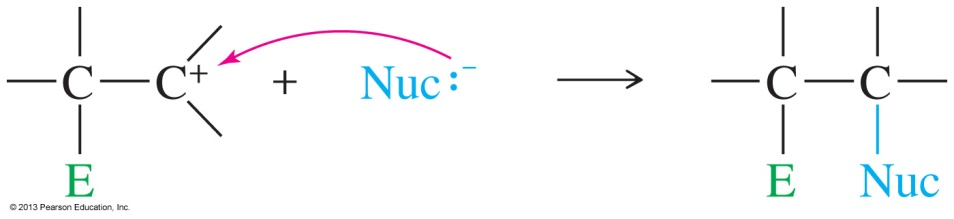 C C+ + Nuc:− C C
E E Nuc
© 2013 Pearson Education, Inc.